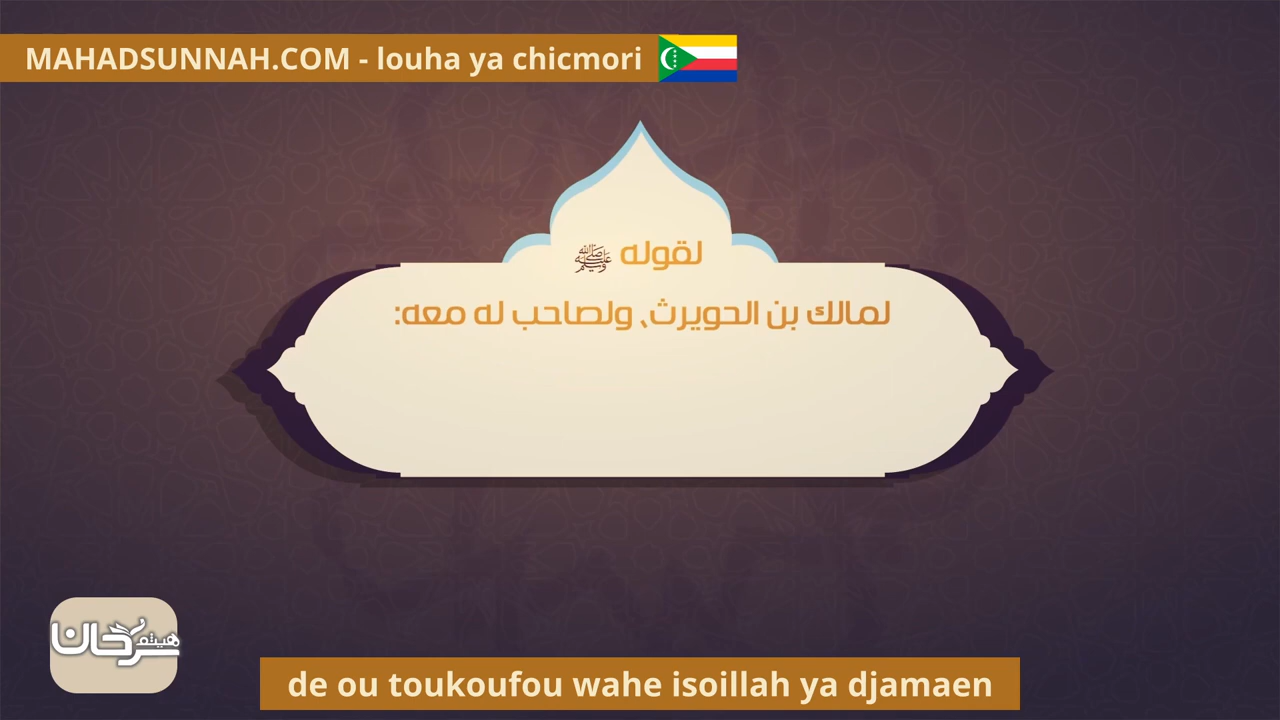 MAHADSUNNAH.COM - louha ya chicmori
لقوله ﷺ
لمالك بن الحويرث، ولصاحب له معه:
هيثم سرحان
de ou toukoufou wahe isoillah ya djamaen